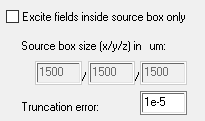 Excite fields inside source box only
Source box size (x/y/z) in um:
1500 / 1500 / 1500
Truncation error: 1e-5